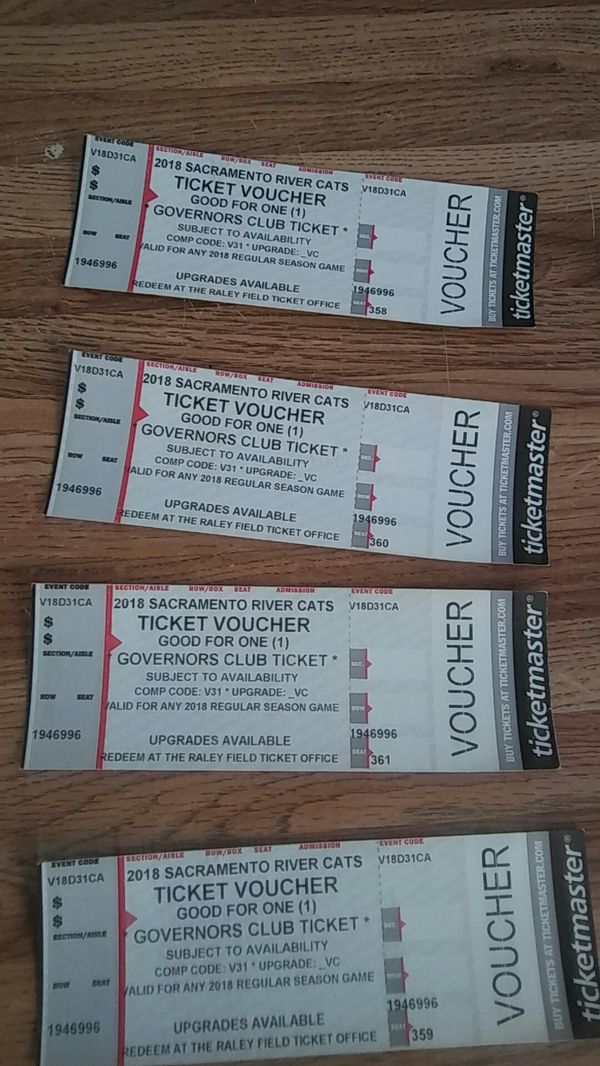 EVENT CODE SECTION/AISLE ROW/BOX SEAT ADMISSION EVENT CODE
V18D31CA 2018 SACRAMENTO RIVER CATS V18D31CA
$ TICKET VOUCHER
$ GOOD FOR ONE (1)
SECTION/AISLE * GOVERNORS CLUB TICKET * SEC.
SUBJECT TO AVAILABILITY
ROW SEAT COMP CODE: V31 * UPGRADE: _VC ROW
VALID FOR ANY 2018 REGULAR SEASON GAME
1946996 UPGRADES AVAILABLE 1946996
REDEEM AT THE RALEY FIELD TICKET OFFICE SEAT 358
VOUCHER
BUY TICKETS AT TICKETMASTER.COM
ticketmaster®
EVENT CODE SECTION/AISLE ROW/BOX SEAT ADMISSION EVENT CODE
V18D31CA 2018 SACRAMENTO RIVER CATS V18D31CA
$ TICKET VOUCHER
$ GOOD FOR ONE (1)
SECTION/AISLE GOVERNORS CLUB TICKET * SEC.
SUBJECT TO AVAILABILITY
ROW SEAT COMP CODE: V31 * UPGRADE: _VC ROW
VALID FOR ANY 2018 REGULAR SEASON GAME
1946996 UPGRADES AVAILABLE 1946996
REDEEM AT THE RALEY FIELD TICKET OFFICE SEAT 360
VOUCHER
BUY TICKETS AT TICKETMASTER.COM
ticketmaster®
EVENT CODE SECTION/AISLE ROW/BOX SEAT ADMISSION EVENT CODE
V18D31CA 2018 SACRAMENTO RIVER CATS V18D31CA
$ TICKET VOUCHER
$ GOOD FOR ONE (1)
SECTION/AISLE GOVERNORS CLUB TICKET * SEC.
SUBJECT TO AVAILABILITY
ROW SEAT COMP CODE: V31 * UPGRADE: _VC ROW
VALID FOR ANY 2018 REGULAR SEASON GAME
1946996 UPGRADES AVAILABLE 1946996
REDEEM AT THE RALEY FIELD TICKET OFFICE SEAT 361
VOUCHER
BUY TICKETS AT TICKETMASTER.COM
ticketmaster®
EVENT CODE SECTION/AISLE ROW/BOX SEAT ADMISSION EVENT CODE
V18D31CA 2018 SACRAMENTO RIVER CATS V18D31CA
$ TICKET VOUCHER
$ GOOD FOR ONE (1)
SECTION/AISLE * GOVERNORS CLUB TICKET * SEC.
SUBJECT TO AVAILABILITY
ROW SEAT COMP CODE: V31 * UPGRADE: _VC ROW
VALID FOR ANY 2018 REGULAR SEASON GAME
1946996 UPGRADES AVAILABLE 1946996
REDEEM AT THE RALEY FIELD TICKET OFFICE SEAT 359
VOUCHER
BUY TICKETS AT TICKETMASTER.COM
ticketmaster®